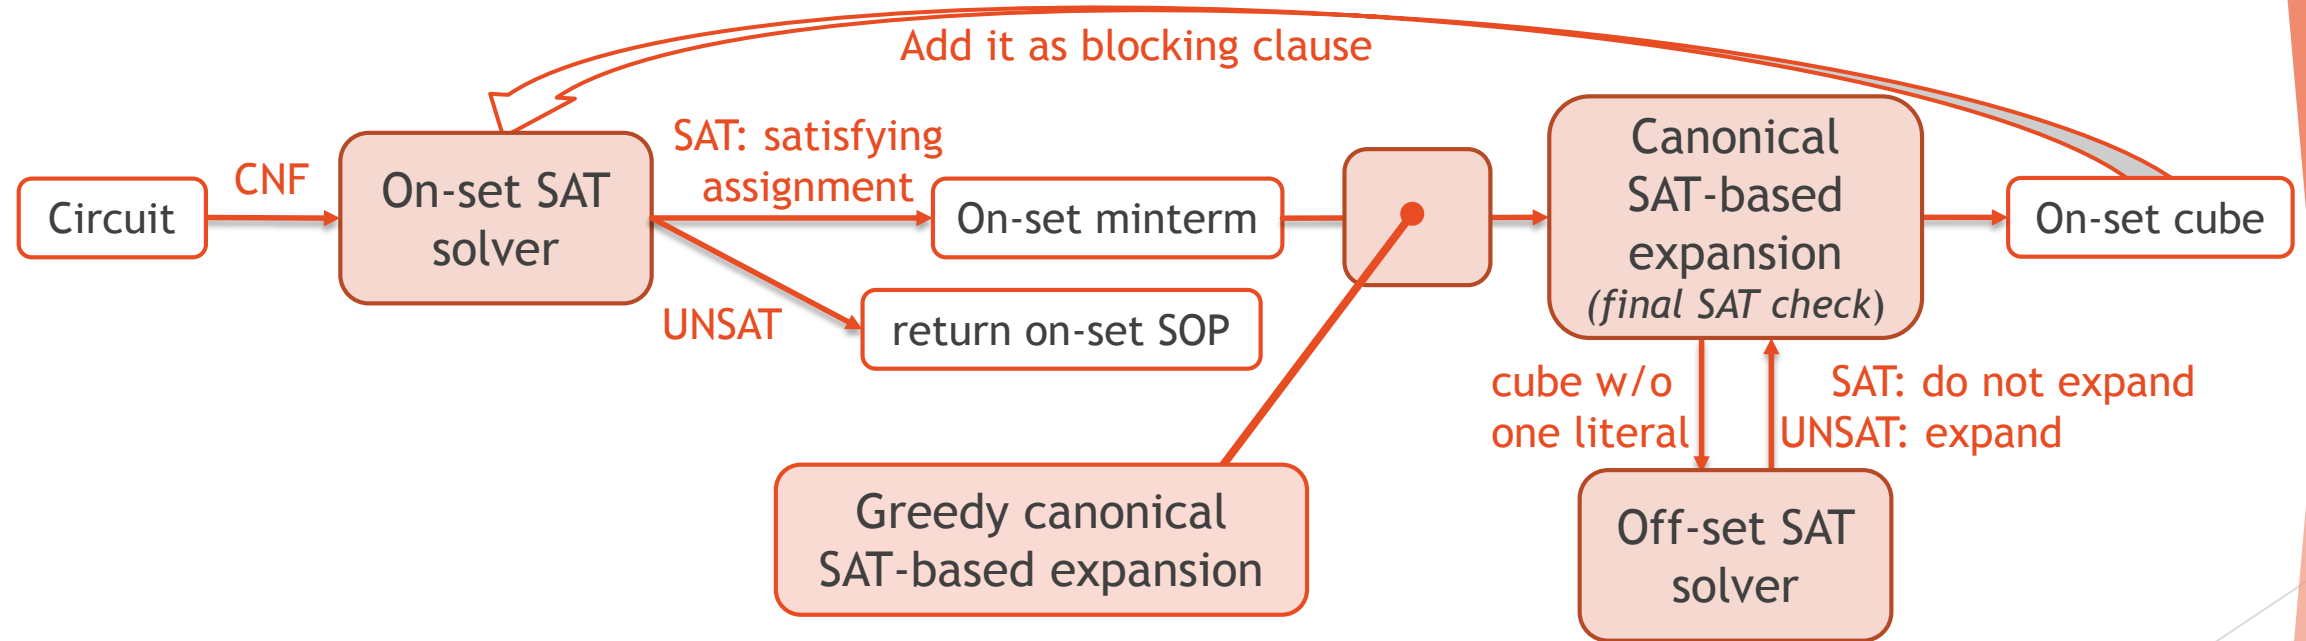 Add it as blocking clause
Circuit
CNF
On-set SAT
solver
SAT: satisfying
assignment
UNSAT
On-set minterm
return on-set SOP
Greedy canonical
SAT-based expansion
Canonical
SAT-based
expansion
(final SAT check)
On-set cube
cube w/o
one literal
SAT: do not expand
UNSAT: expand
Off-set SAT
solver